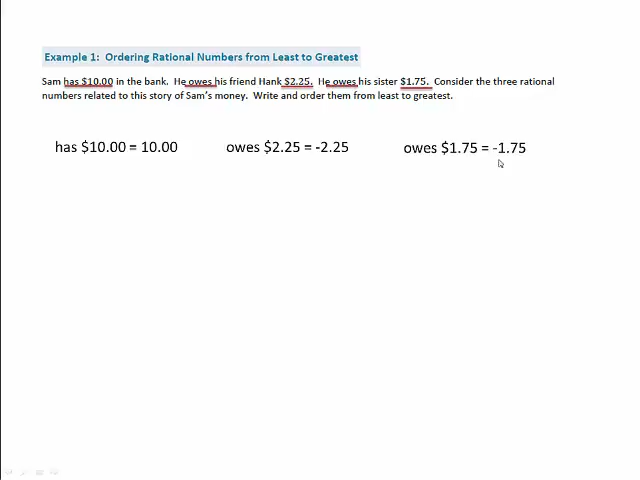 Example 1: Ordering Rational Numbers from Least to Greatest
Sam has $10.00 in the bank. He owes his friend Hank $2.25. He owes his sister $1.75. Consider the three rational
numbers related to this story of Sam's money. Write and order them from least to greatest.
has $10.00 = 10.00 owes $2.25 = -2.25 owes $1.75 = -1.75